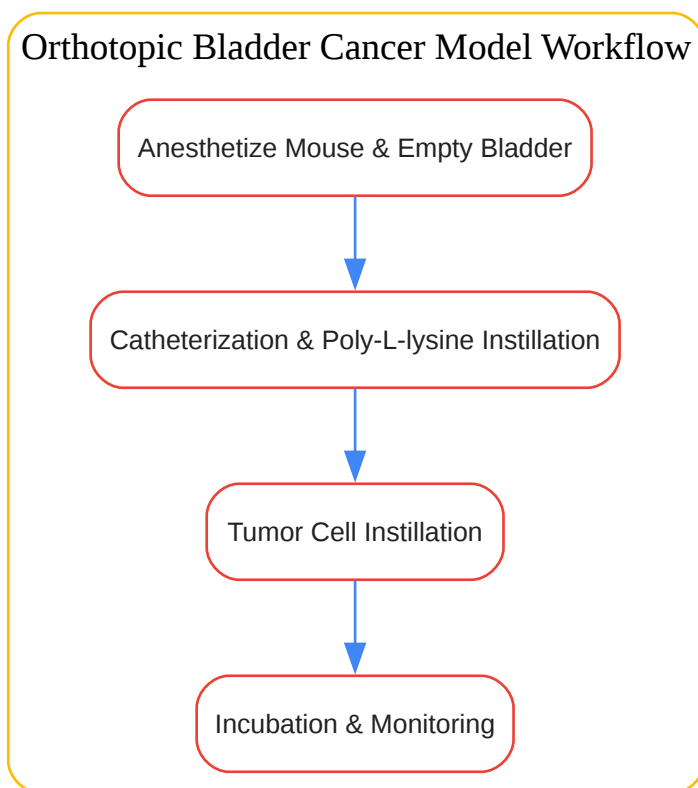 Orthotopic Bladder Cancer Model Workflow
Anesthetize Mouse & Empty Bladder
Catheterization & Poly-L-lysine Instillation
Tumor Cell Instillation
Incubation & Monitoring